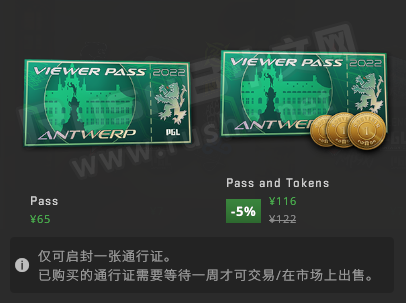 VIEWER PASS 2022
ANTWERP PGL
VIEWER PASS 2022
ANTWERP
Pass
¥65
Pass and Tokens
-5% ¥116
¥122
仅可启封一张通行证。
已购买的通行证需要等待一周才可交易/在市场上出售。